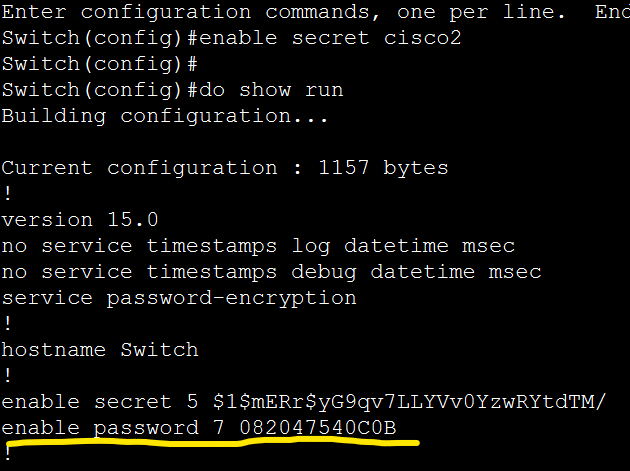 Enter configuration commands, one per line.  End
Switch(config)#enable secret cisco2
Switch(config)#
Switch(config)#do show run
Building configuration...
Current configuration : 1157 bytes
!
version 15.0
no service timestamps log datetime msec
no service timestamps debug datetime msec
service password-encryption
!
hostname Switch
!
enable secret 5 $1$mERr$yG9qv7LLYVv0YzwRYtdTM/
enable password 7 082047540C0B
!